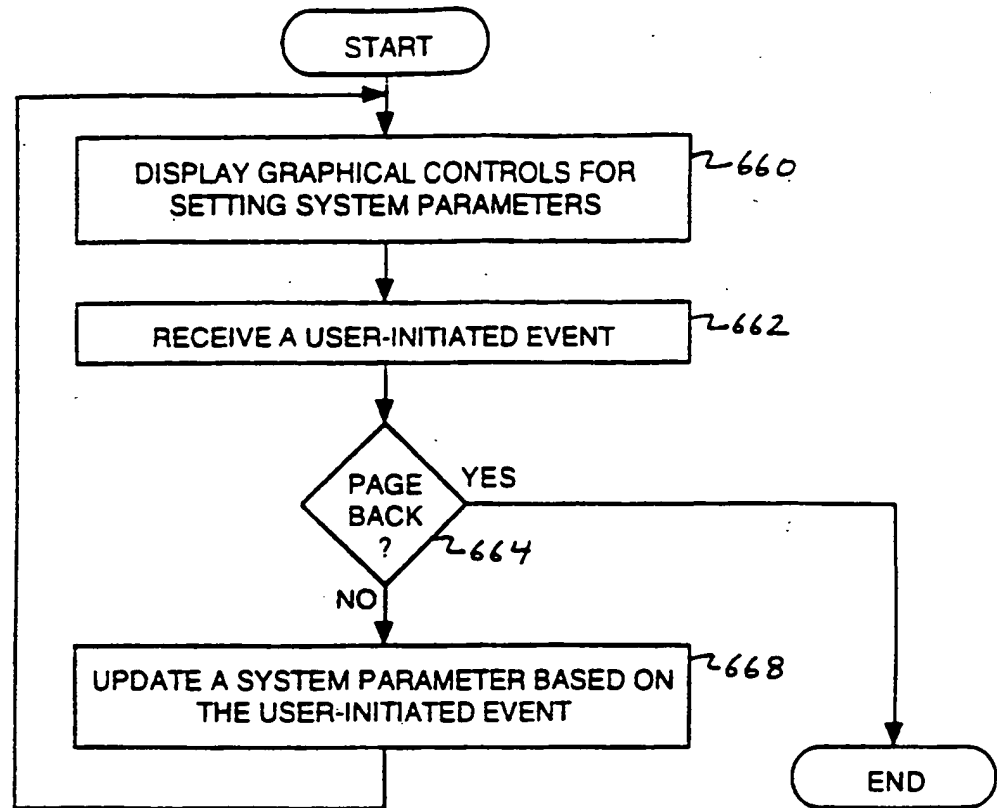 START
DISPLAY GRAPHICAL CONTROLS FOR
SETTING SYSTEM PARAMETERS
660
RECEIVE A USER-INITIATED EVENT
662
PAGE
BACK
?
YES
664
NO
UPDATE A SYSTEM PARAMETER BASED ON
THE USER-INITIATED EVENT
668
END